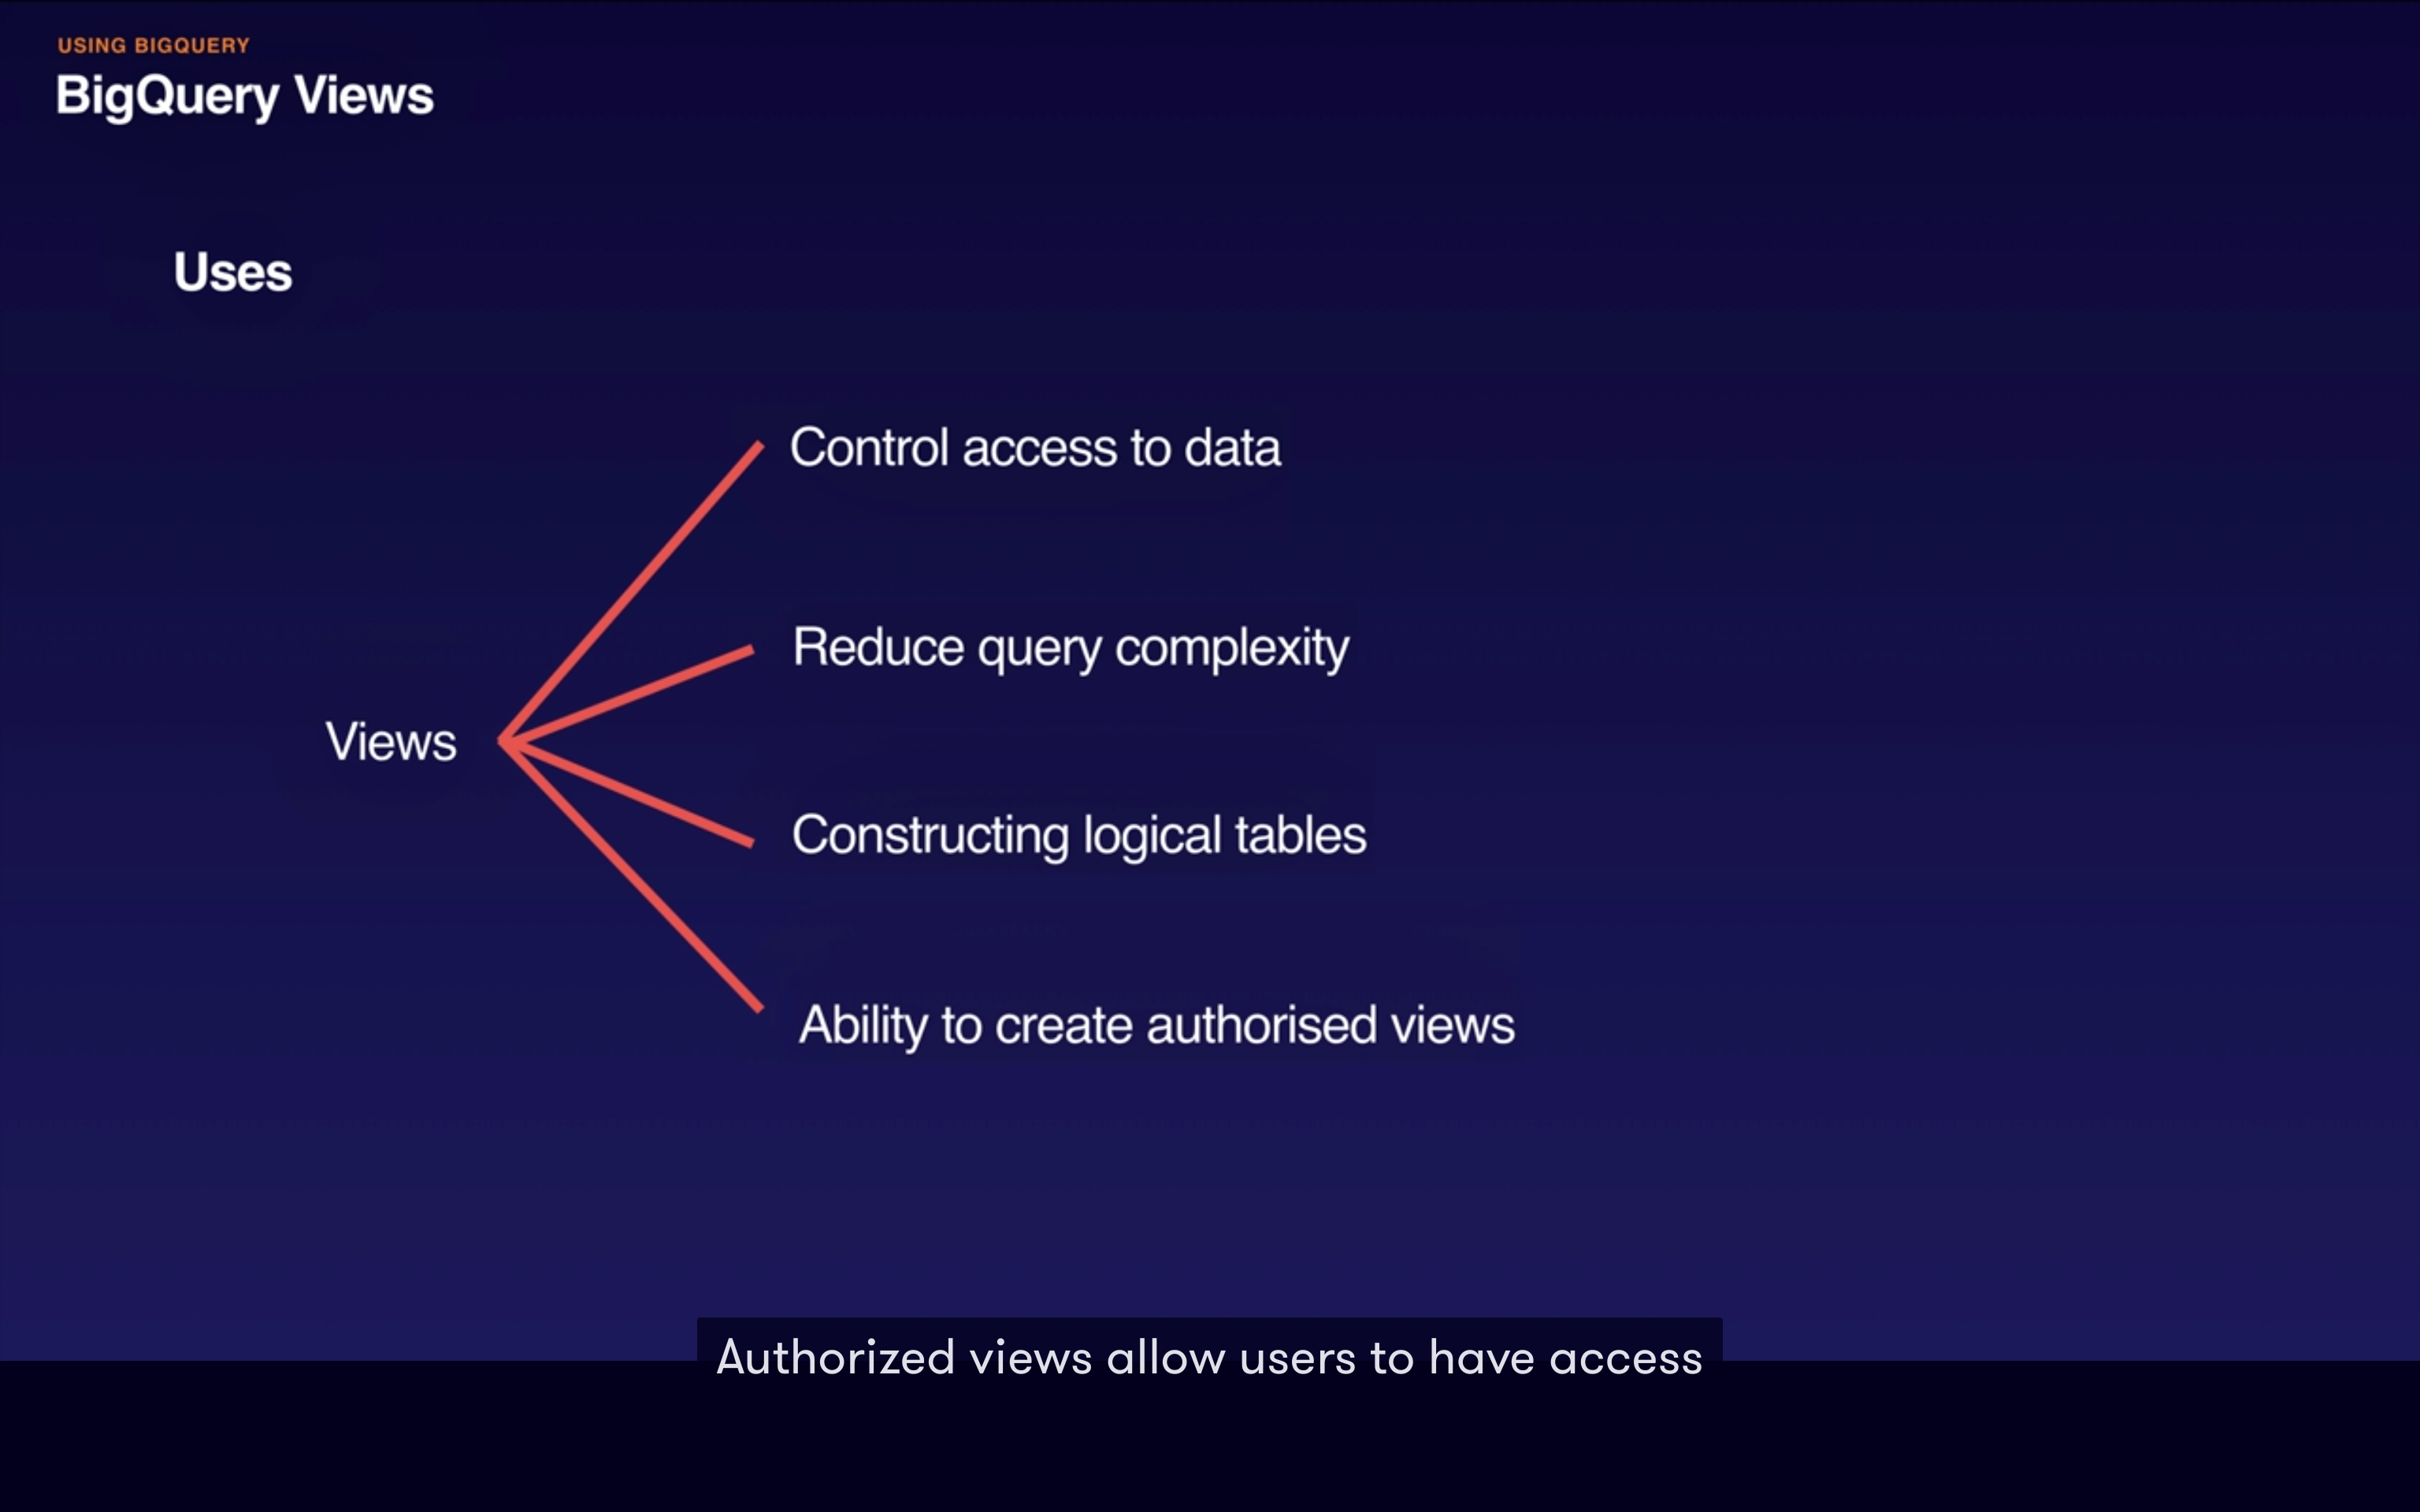 USING BIGQUERY
BigQuery Views
Uses
Control access to data
Reduce query complexity
Views
Constructing logical tables
Ability to create authorised views
Authorized views allow users to have access